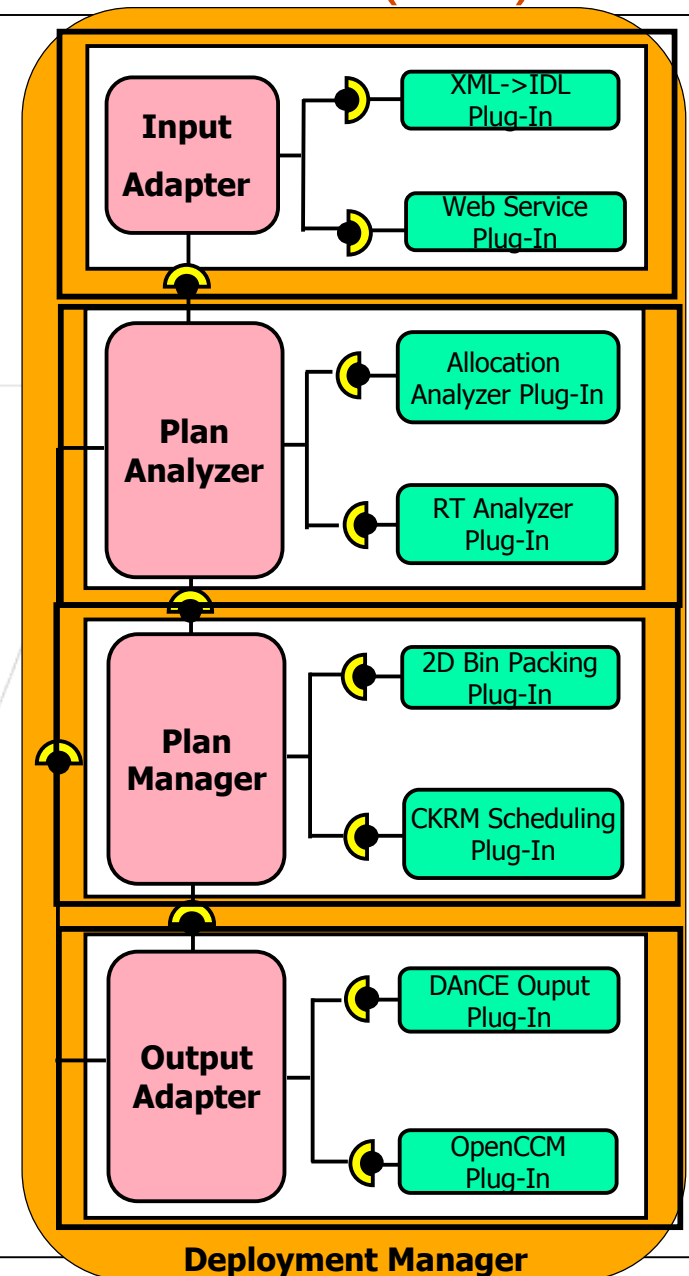 Input
Adapter
XML->IDL
Plug-In
Web Service
Plug-In
Plan
Analyzer
Allocation
Analyzer Plug-In
RT Analyzer
Plug-In
Plan
Manager
2D Bin Packing
Plug-In
CKRM Scheduling
Plug-In
Output
Adapter
DAnCE Ouput
Plug-In
OpenCCM
Plug-In
Deployment Manager